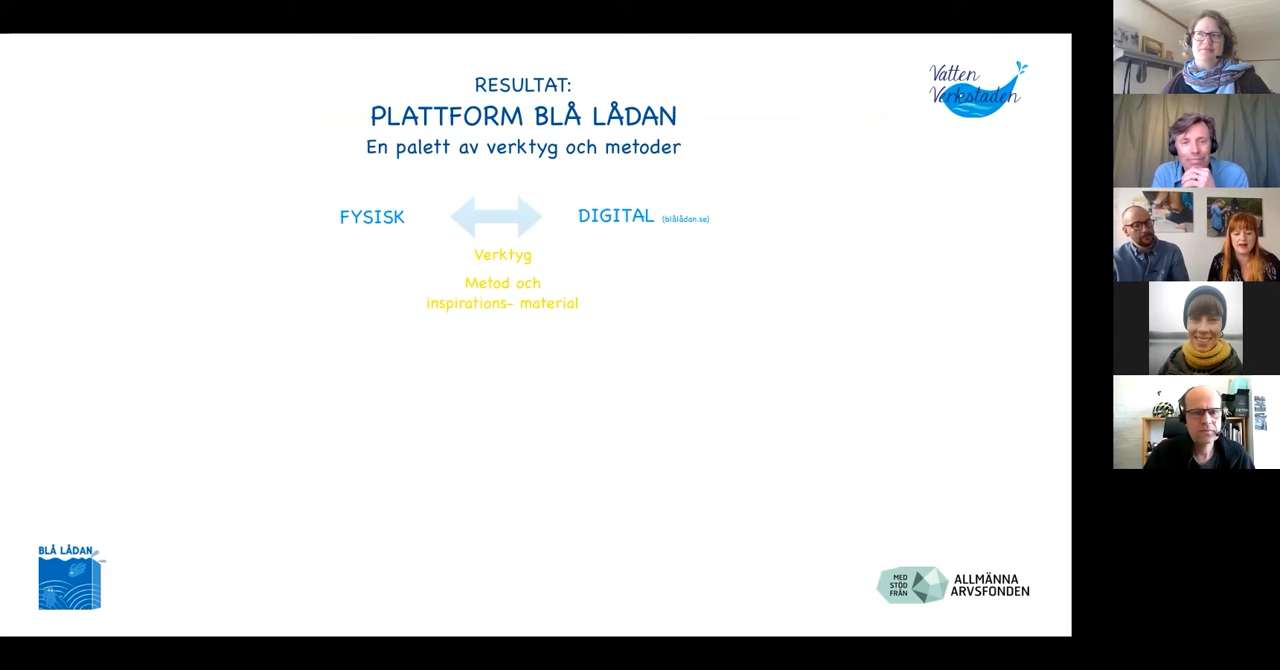 RESULTAT:
PLATTFORM BLÅ LÅDAN
En palett av verktyg och metoder
Vatten
Verkstaden
FYSISK
DIGITAL (blålådan.se)
Verktyg
Metod och
inspirations- material
BLÅ LÅDAN
MED
STÖD
FRÅN
ALLMÄNNA
ARVSFONDEN